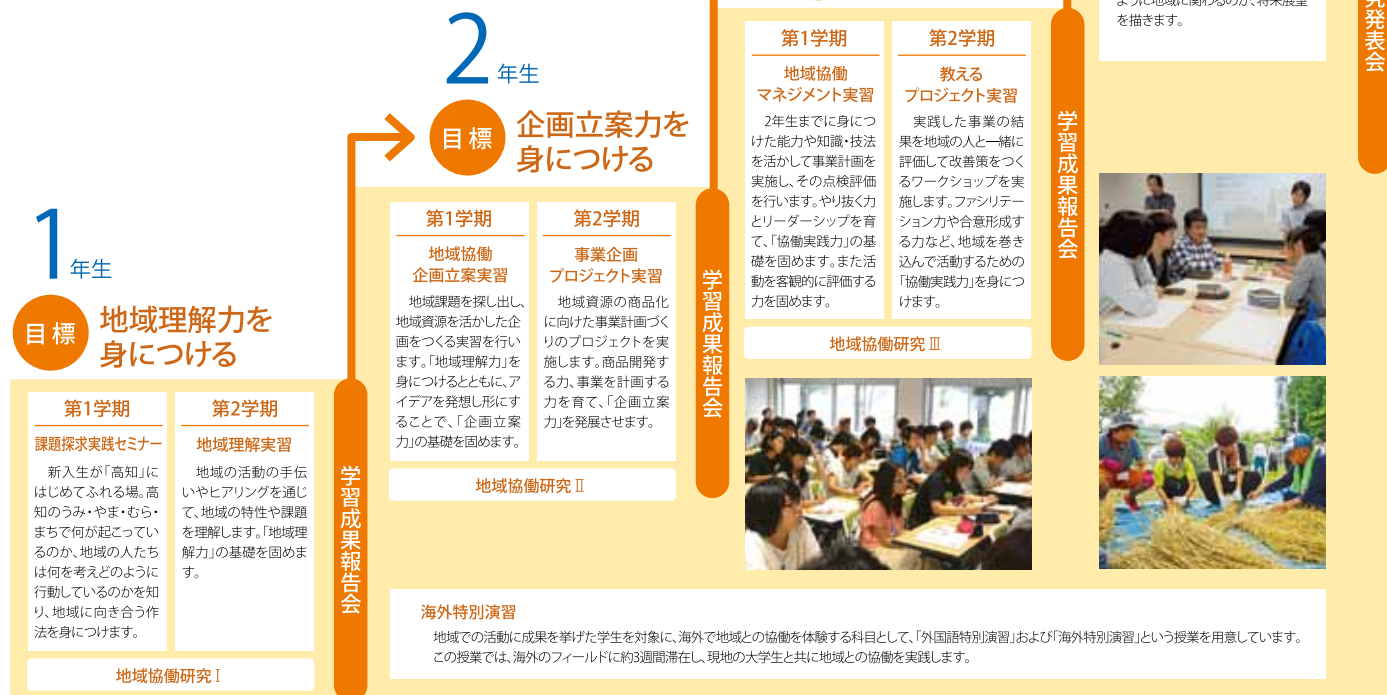 1
年生
目標
地域理解力を
身につける
第1学期
課題探求実践セミナー
新入生が「高知」に
はじめてふれる場。高
知のうみ・やま・むら・
まちで何が起こってい
るのか、地域の人たち
は何を考えどのように
行動しているのかを知
り、地域に向き合う作
法を身につけます。
第2学期
地域理解実習
地域の活動の手伝
いやヒアリングを通じ
て、地域の特性や課題
を理解します。「地域理
解力」の基礎を固めま
す。
地域協働研究Ⅰ
学習成果報告会
2
年生
目標
企画立案力を
身につける
第1学期
地域協働
企画立案実習
地域課題を探し出し、
地域資源を活かした企
画をつくる実習を行い
ます。「地域理解力」を
身につけるとともに、ア
イデアを発想し形にす
ることで、「企画立案
力」の基礎を固めます。
第2学期
事業企画
プロジェクト実習
地域資源の商品化
に向けた事業計画づく
りのプロジェクトを実
施します。商品開発す
る力、事業を計画する
力を育て、「企画立案
力」を発展させます。
地域協働研究Ⅱ
学習成果報告会
第1学期
地域協働
マネジメント実習
2年生までに身につ
けた能力や知識・技法
を活かして事業計画を
実施し、その点検評価
を行います。やり抜く力
とリーダーシップを育
て、「協働実践力」の基
礎を固めます。また活
動を客観的に評価する
力を固めます。
第2学期
教える
プロジェクト実習
実践した事業の結
果を地域の人と一緒に
評価して改善策をつく
るワークショップを実
施します。ファシリテー
ション力や合意形成す
る力など、地域を巻き
込んで活動するための
「協働実践力」を身につ
けます。
地域協働研究Ⅲ
学習成果報告会
ように地域に関わるのか、将来展望
を描きます。
発表会
海外特別演習
地域での活動に成果を挙げた学生を対象に、海外で地域との協働を体験する科目として、「外国語特別演習」および「海外特別演習」という授業を用意しています。
この授業では、海外のフィールドに約3週間滞在し、現地の大学生と共に地域との協働を実践します。